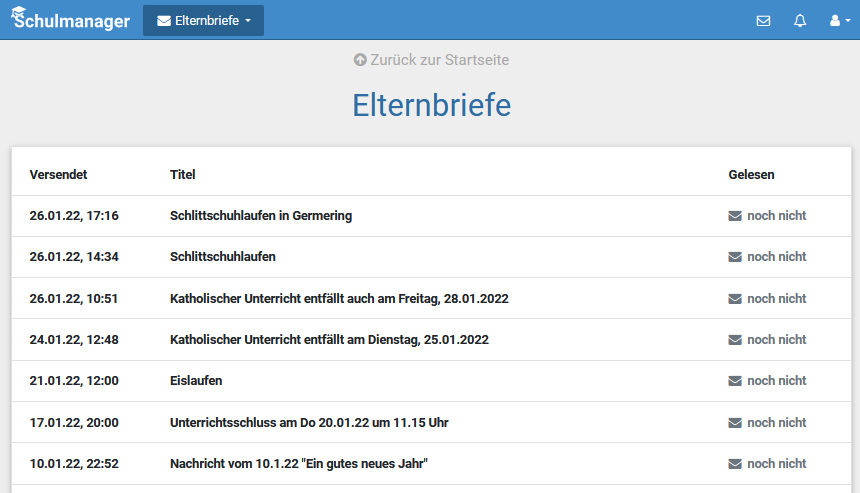 Schulmanager Elternbriefe
Zurück zur Startseite
Elternbriefe
Versendet Titel Gelesen
26.01.22, 17:16 Schlittschuhlaufen in Germering noch nicht
26.01.22, 14:34 Schlittschuhlaufen noch nicht
26.01.22, 10:51 Katholischer Unterricht entfällt auch am Freitag, 28.01.2022 noch nicht
24.01.22, 12:48 Katholischer Unterricht entfällt am Dienstag, 25.01.2022 noch nicht
21.01.22, 12:00 Eislaufen noch nicht
17.01.22, 20:00 Unterrichtsschluss am Do 20.01.22 um 11.15 Uhr noch nicht
10.01.22, 22:52 Nachricht vom 10.1.22 "Ein gutes neues Jahr" noch nicht